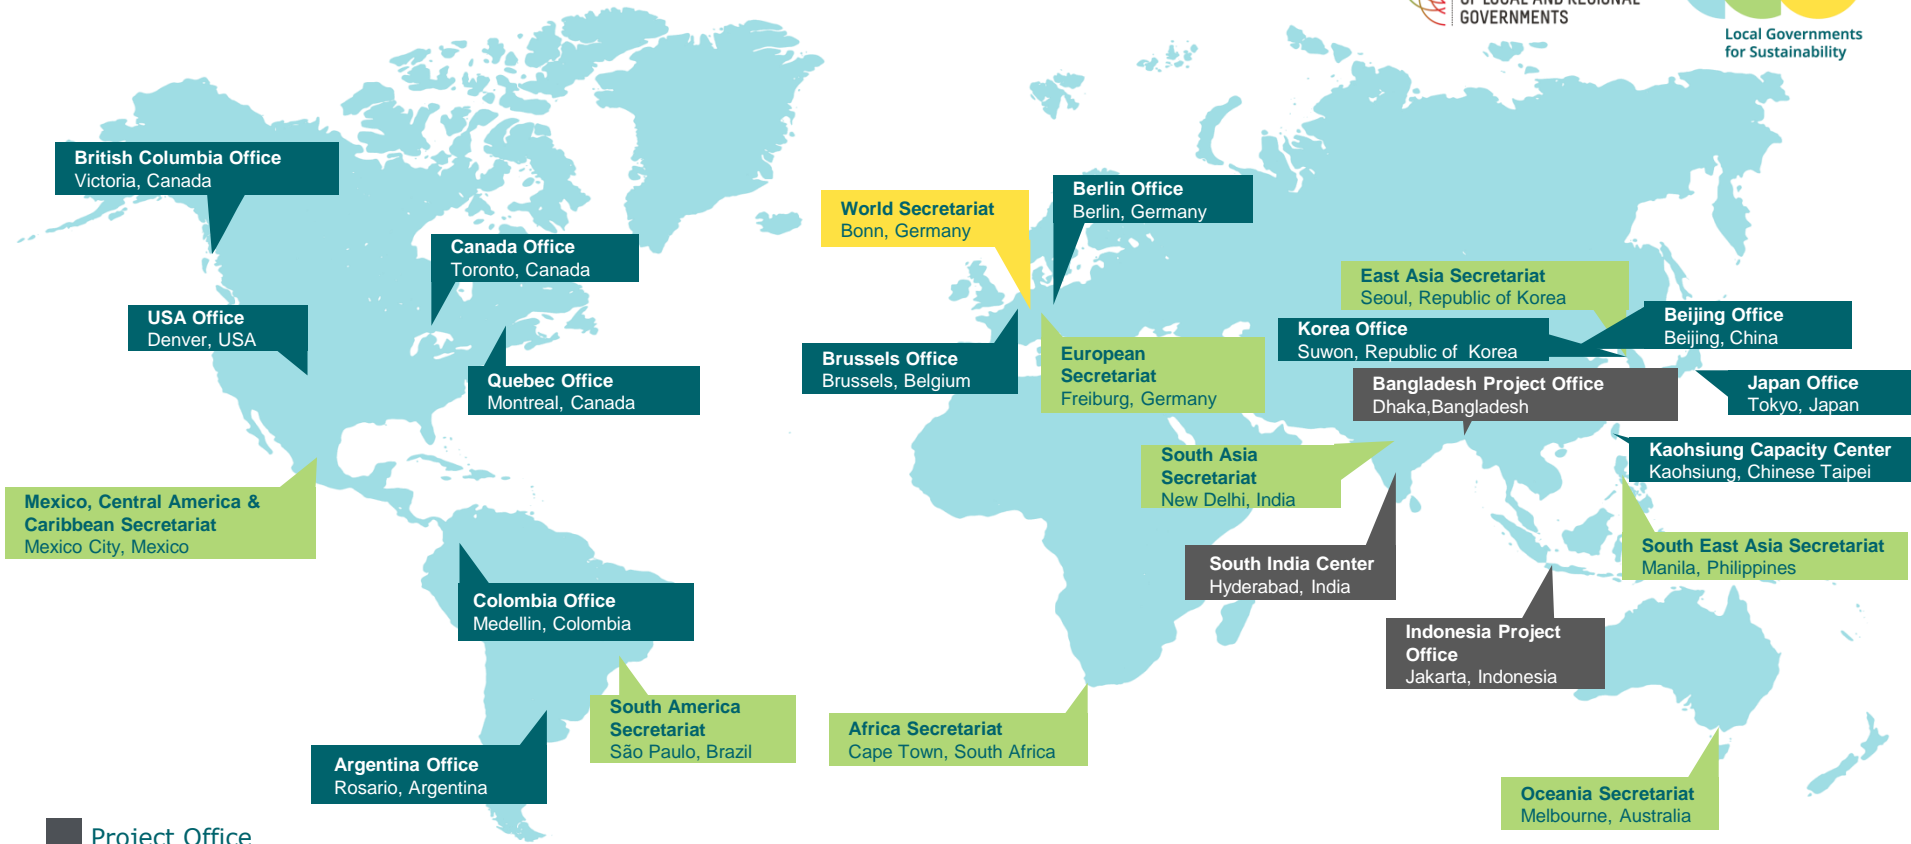 OF LOCAL AND REGIONAL
GOVERNMENTS
Local Governments
for Sustainability
British Columbia Office
Victoria, Canada
Canada Office
Toronto, Canada
USA Office
Denver, USA
Quebec Office
Montreal, Canada
Mexico, Central America &
Caribbean Secretariat
Mexico City, Mexico
Colombia Office
Medellin, Colombia
South America
Secretariat
São Paulo, Brazil
Argentina Office
Rosario, Argentina
World Secretariat
Bonn, Germany
Berlin Office
Berlin, Germany
Brussels Office
Brussels, Belgium
European
Secretariat
Freiburg, Germany
Africa Secretariat
Cape Town, South Africa
East Asia Secretariat
Seoul, Republic of Korea
Korea Office
Suwon, Republic of Korea
Beijing Office
Beijing, China
Bangladesh Project Office
Dhaka,Bangladesh
Japan Office
Tokyo, Japan
South Asia
Secretariat
New Delhi, India
Kaohsiung Capacity Center
Kaohsiung, Chinese Taipei
South India Center
Hyderabad, India
South East Asia Secretariat
Manila, Philippines
Indonesia Project
Office
Jakarta, Indonesia
Oceania Secretariat
Melbourne, Australia
Project Office